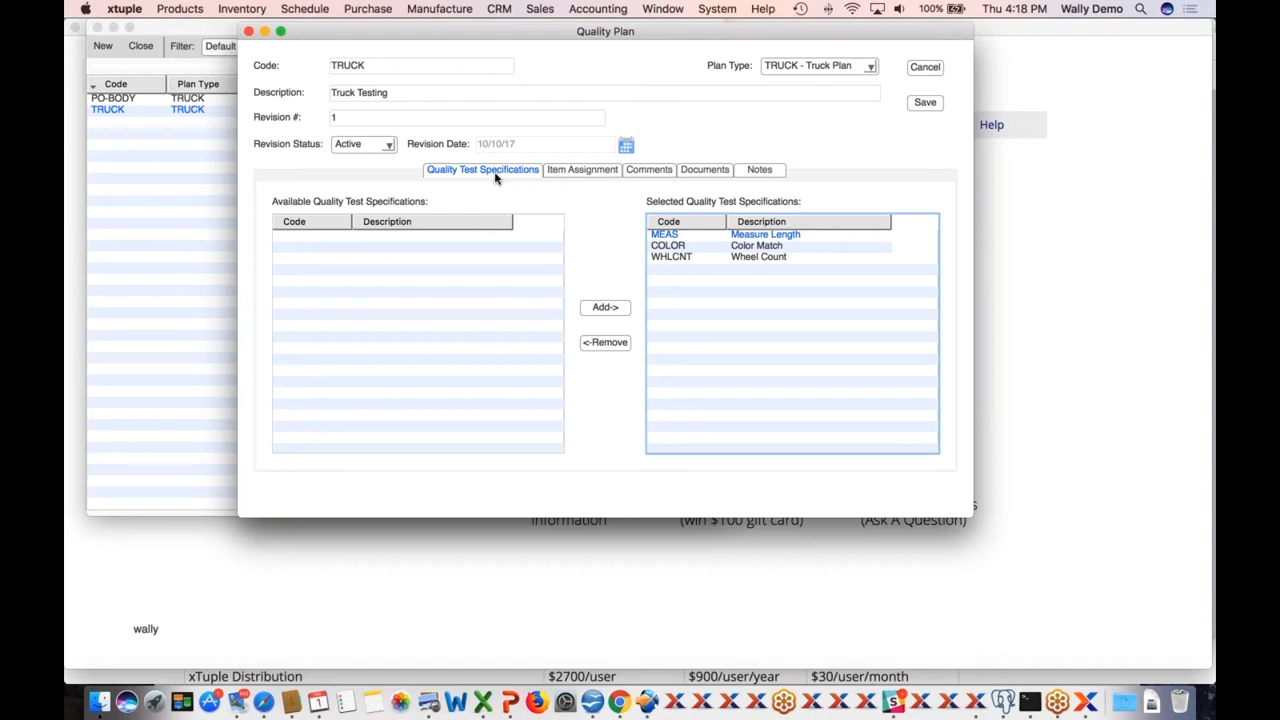 xtuple Products Inventory Schedule Purchase Manufacture CRM Sales Accounting Window System Help 100% Thu 4:18 PM Wally Demo
Quality Plan
New Close Filter: Default
Code: TRUCK Plan Type: TRUCK - Truck Plan Cancel
Code Plan Type
Description: Truck Testing
PO-BODY TRUCK
Save
TRUCK TRUCK
Revision #: 1
Help
Revision Status: Active Revision Date: 10/10/17
Quality Test Specifications Item Assignment Comments Documents Notes
Available Quality Test Specifications: Selected Quality Test Specifications:
Code Description Code Description
MEAS Measure Length
COLOR Color Match
WHLCNT Wheel Count
Add->
<-Remove
information (win $100 gift card) (Ask A Question)
wally
xTuple Distribution $2700/user $900/user/year $30/user/month